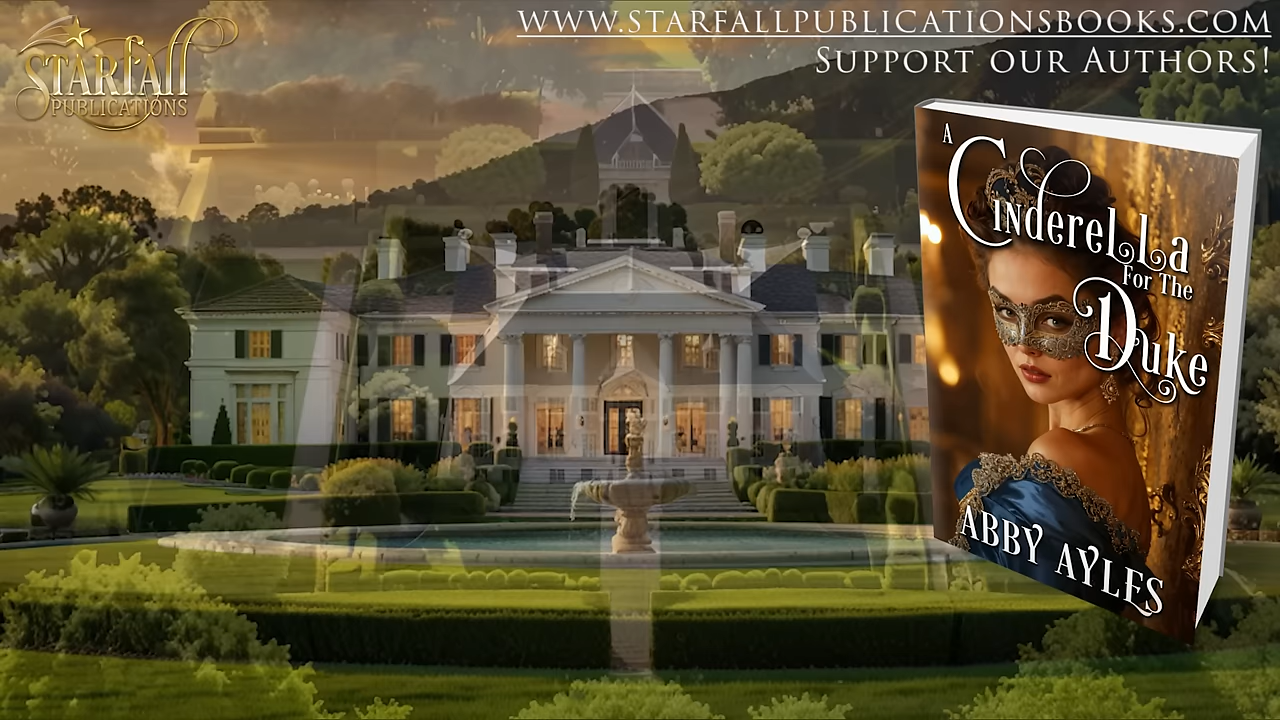 STARfall
PUBLICATIONS
WWW.STARFALLPUBLICATIONSBOOKS.COM
SUPPORT OUR AUTHORS!
A
CINDERELLA
FOR THE
DUKE
ABBY AYLES